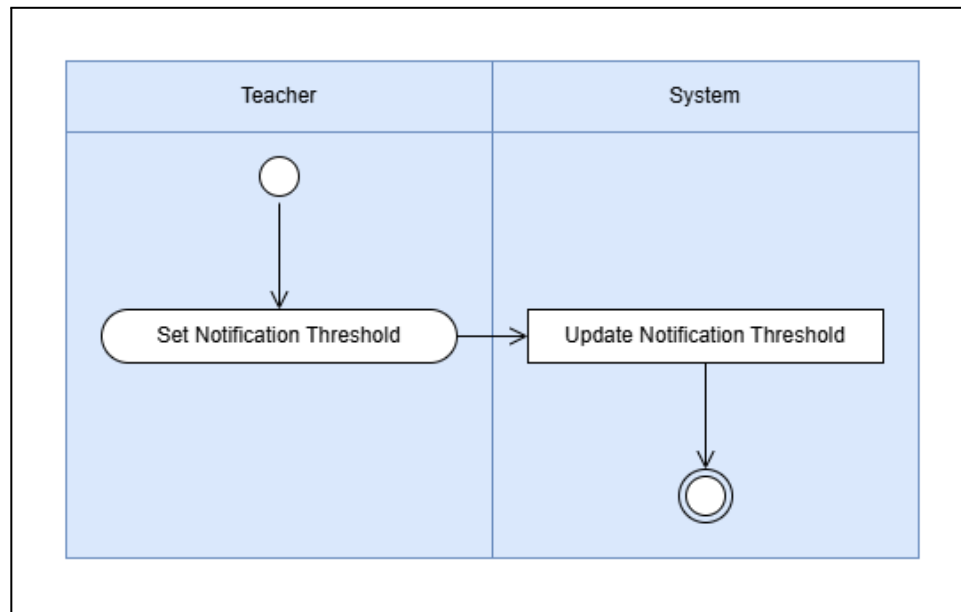 Teacher
System
Set Notification Threshold
Update Notification Threshold